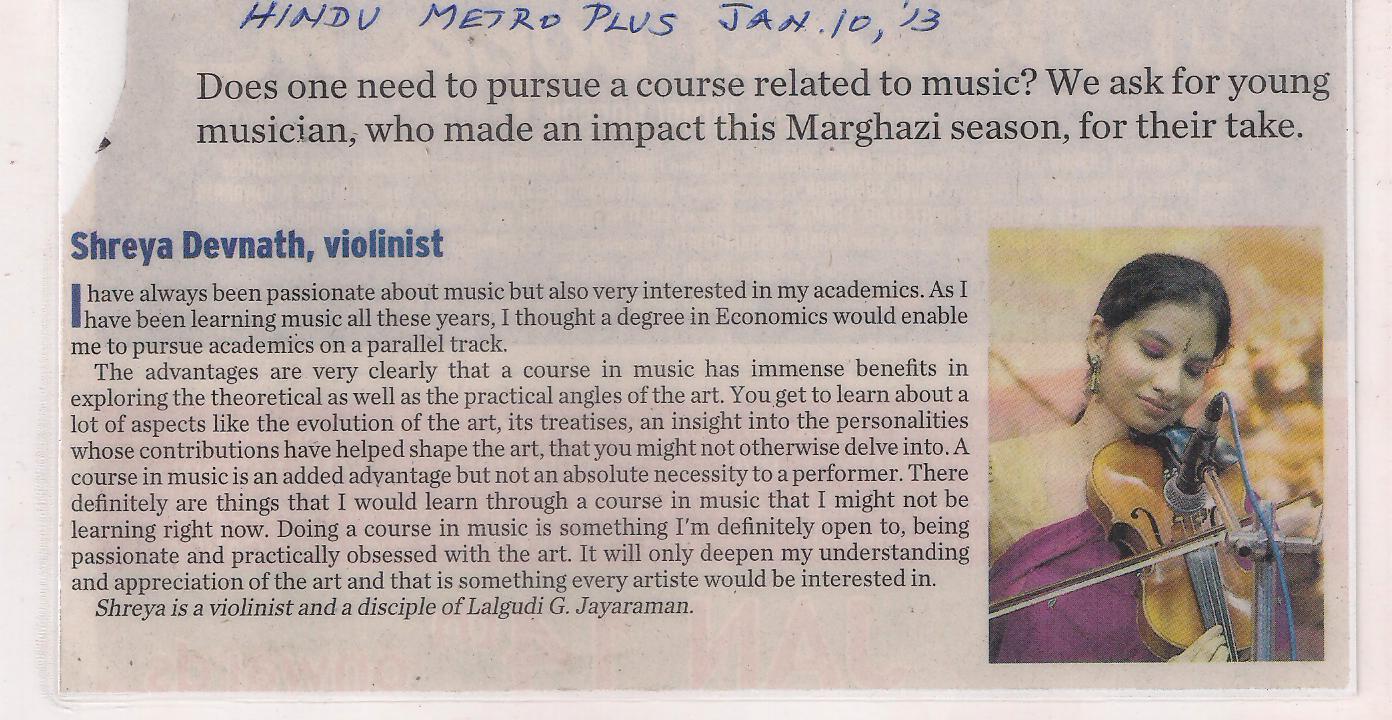 HINDU METRO PLUS JAN.10,'13
Does one need to pursue a course related to music? We ask for young
musician, who made an impact this Marghazi season, for their take.
Shreya Devnath, violinist
I have always been passionate about music but also very interested in my academics. As I
have been learning music all these years, I thought a degree in Economics would enable
me to pursue academics on a parallel track.
The advantages are very clearly that a course in music has immense benefits in
exploring the theoretical as well as the practical angles of the art. You get to learn about a
lot of aspects like the evolution of the art, its treatises, an insight into the personalities
whose contributions have helped shape the art, that you might not otherwise delve into. A
course in music is an added advantage but not an absolute necessity to a performer. There
definitely are things that I would learn through a course in music that I might not be
learning right now. Doing a course in music is something I'm definitely open to, being
passionate and practically obsessed with the art. It will only deepen my understanding
and appreciation of the art and that is something every artiste would be interested in.
Shreya is a violinist and a disciple of Lalgudi G. Jayaraman.